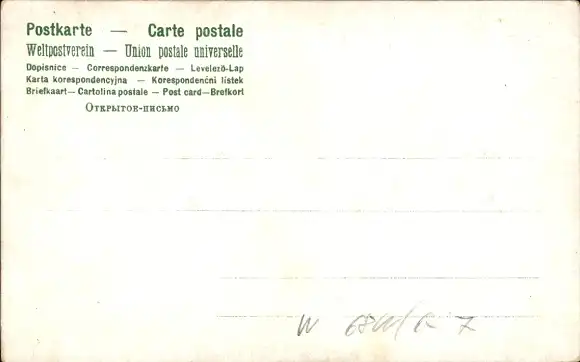 Postkarte — Carte postale
Weltpostverein — Union postale universelle
Dopisnice — Correspondenzkarte — Levelező-Lap
Karta korespondencyjna — Korespondenční lístek
Briefkaart — Cartolina postale — Post card — Brefkort
Открытое-письмо
W